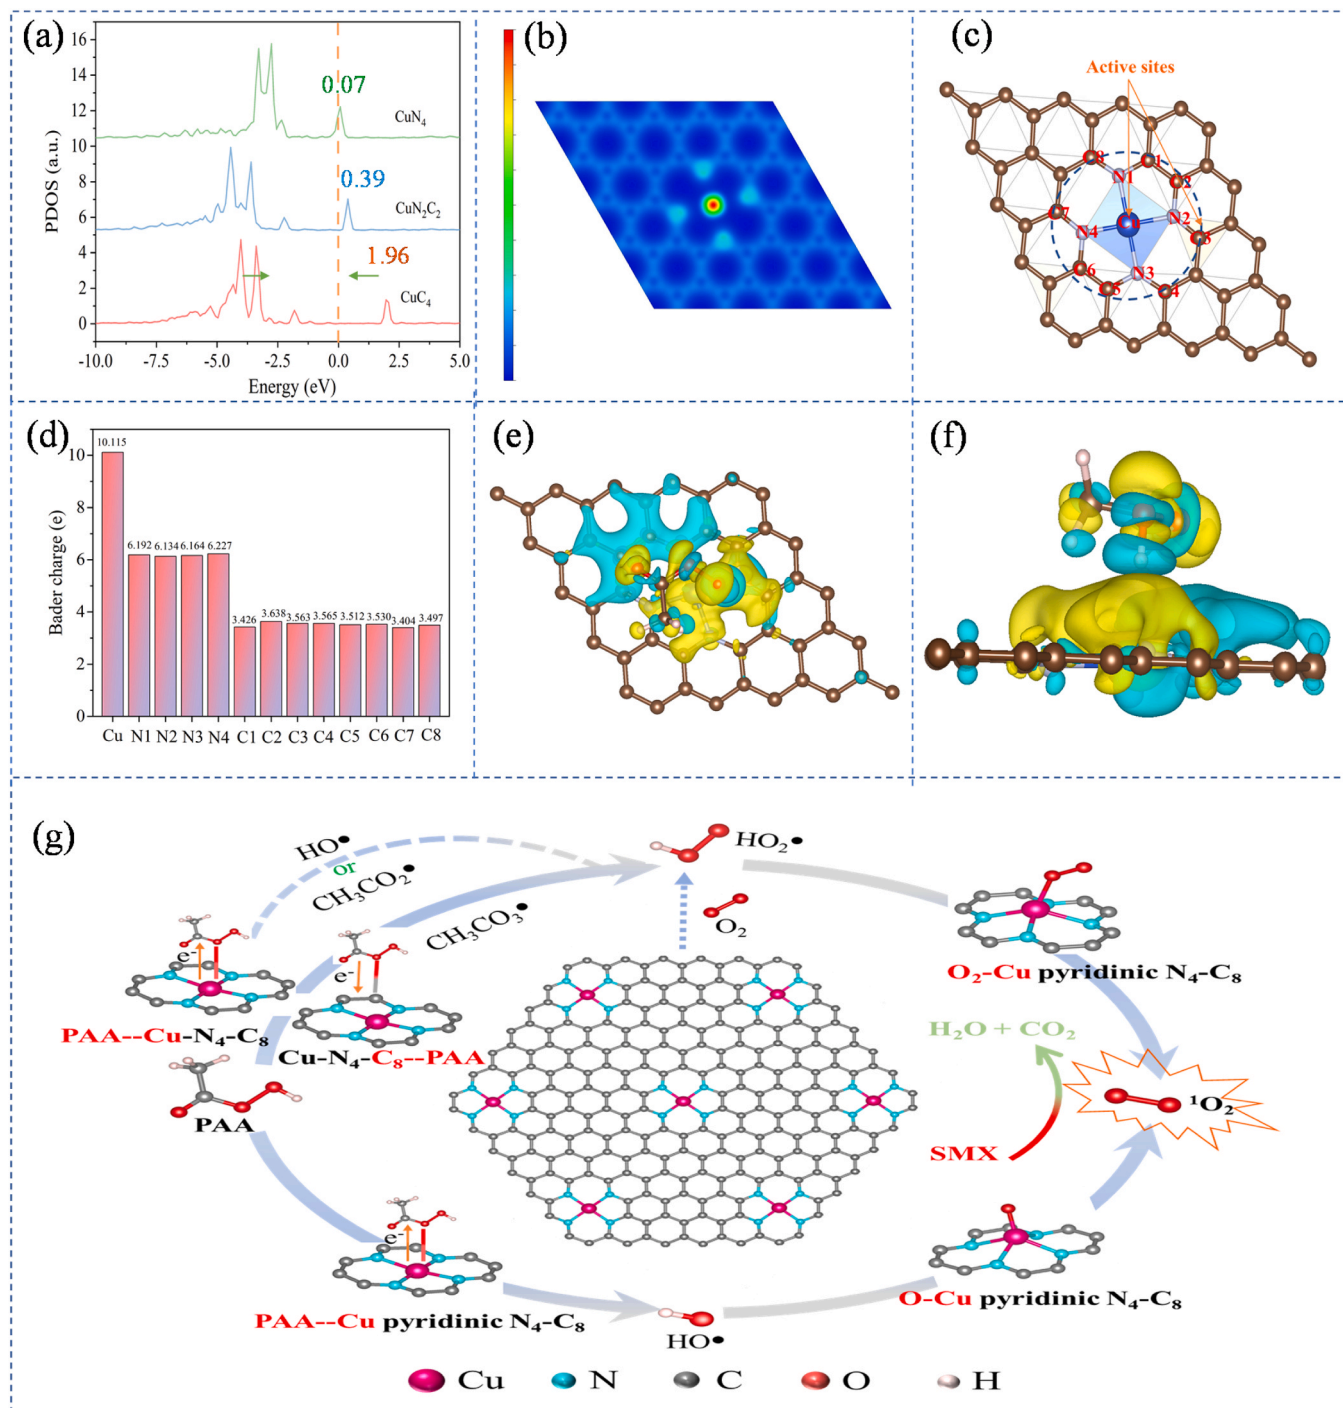 (a)
16
14
12
10
8
6
4
2
0
PDOS (a.u.)
0.07
CuN₄
0.39
CuN₂C₂
1.96
CuC₄
-10.0 -7.5 -5.0 -2.5 0.0 2.5 5.0
Energy (eV)
(b)
(c)
Active sites
C8 C1
N1 C2
C7 N2
N4 C3
C6 N3
C5 C4
(d)
10
8
6
4
2
0
Bader charge (e)
10.115
6.192 6.134 6.164 6.227
3.426 3.638 3.563 3.565 3.512 3.530 3.404 3.497
Cu N1 N2 N3 N4 C1 C2 C3 C4 C5 C6 C7 C8
(e)
(f)
(g)
HO●
or
CH₃CO₂●
CH₃CO₃●
HO₂●
O₂
e⁻
e⁻
PAA--Cu-N₄-C₈
Cu-N₄-C₈--PAA
PAA
O₂-Cu pyridinic N₄-C₈
H₂O + CO₂
¹O₂
SMX
e⁻
PAA--Cu pyridinic N₄-C₈
HO●
O-Cu pyridinic N₄-C₈
Cu N C O H